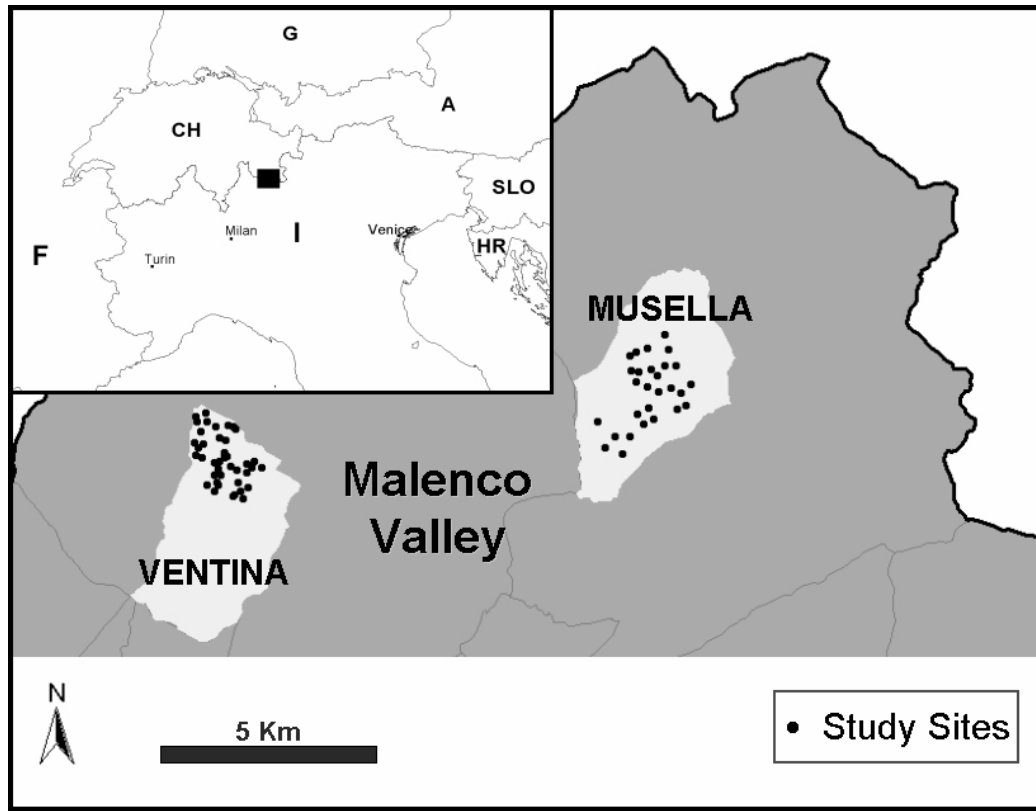 G
A
CH
SLO
Milan
I
Venice
HR
F
Turin
MUSELLA
Malenco
Valley
VENTINA
N
5 Km
Study Sites